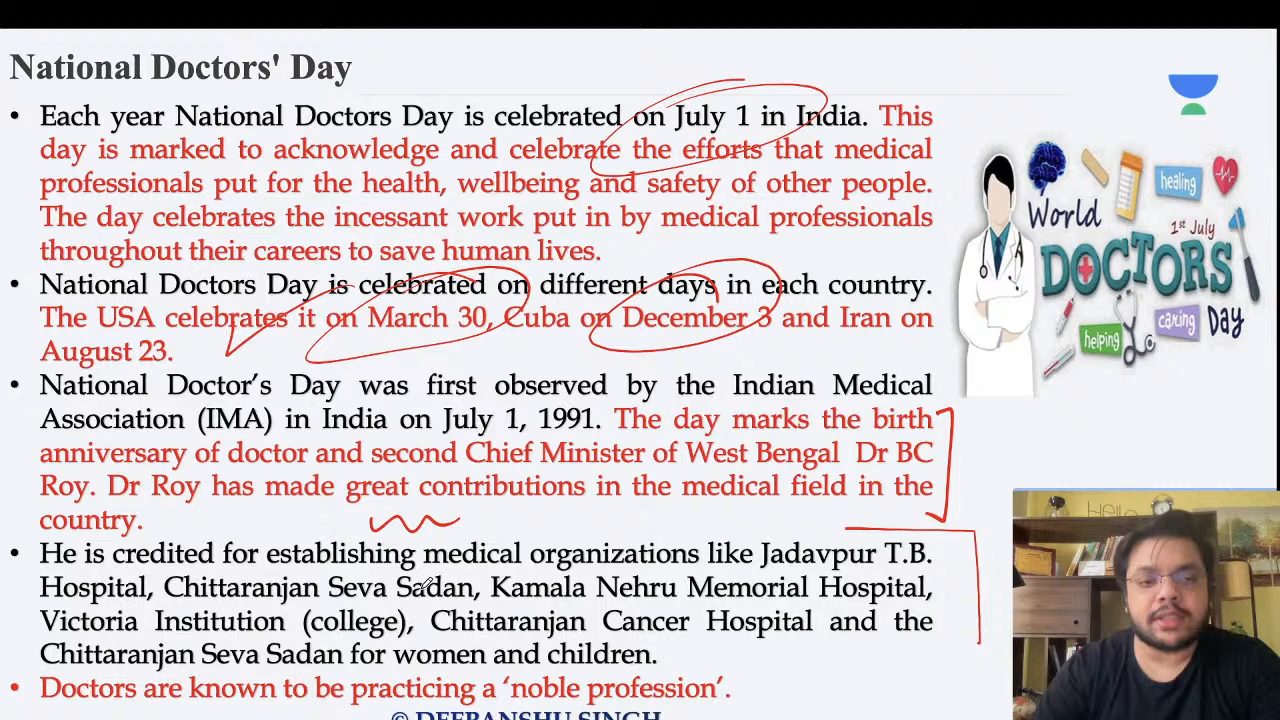 National Doctors' Day
• Each year National Doctors Day is celebrated on July 1 in India. This
day is marked to acknowledge and celebrate the efforts that medical
professionals put for the health, wellbeing and safety of other people.
The day celebrates the incessant work put in by medical professionals
throughout their careers to save human lives.
• National Doctors Day is celebrated on different days in each country.
The USA celebrates it on March 30, Cuba on December 3 and Iran on
August 23.
• National Doctor's Day was first observed by the Indian Medical
Association (IMA) in India on July 1, 1991. The day marks the birth
anniversary of doctor and second Chief Minister of West Bengal Dr BC
Roy. Dr Roy has made great contributions in the medical field in the
country.
• He is credited for establishing medical organizations like Jadavpur T.B.
Hospital, Chittaranjan Seva Sadan, Kamala Nehru Memorial Hospital,
Victoria Institution (college), Chittaranjan Cancer Hospital and the
Chittaranjan Seva Sadan for women and children.
• Doctors are known to be practicing a 'noble profession'.
© DEEPANSHU SINGH
healing
World
1st July
DOCTORS
caring
Day
helping
Hello